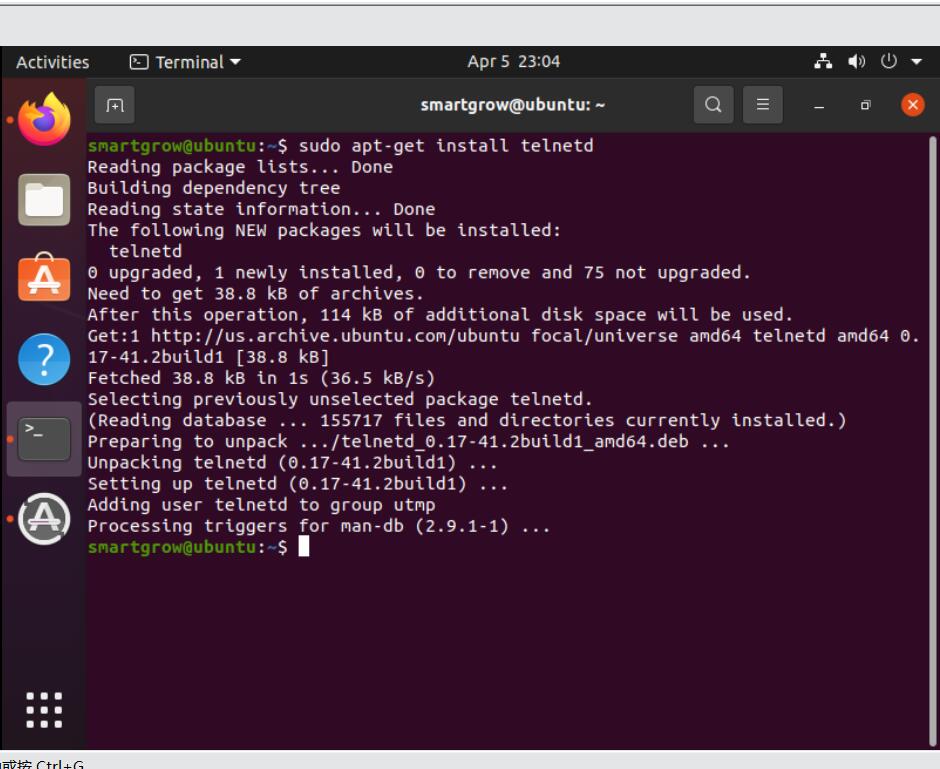 Activities
Terminal
Apr 5 23:04
smartgrow@ubuntu: ~
smartgrow@ubuntu:~$ sudo apt-get install telnetd
Reading package lists... Done
Building dependency tree
Reading state information... Done
The following NEW packages will be installed:
  telnetd
0 upgraded, 1 newly installed, 0 to remove and 75 not upgraded.
Need to get 38.8 kB of archives.
After this operation, 114 kB of additional disk space will be used.
Get:1 http://us.archive.ubuntu.com/ubuntu focal/universe amd64 telnetd amd64 0.
17-41.2build1 [38.8 kB]
Fetched 38.8 kB in 1s (36.5 kB/s)
Selecting previously unselected package telnetd.
(Reading database ... 155717 files and directories currently installed.)
Preparing to unpack .../telnetd_0.17-41.2build1_amd64.deb ...
Unpacking telnetd (0.17-41.2build1) ...
Setting up telnetd (0.17-41.2build1) ...
Adding user telnetd to group utmp
Processing triggers for man-db (2.9.1-1) ...
smartgrow@ubuntu:~$
或按 Ctrl+G